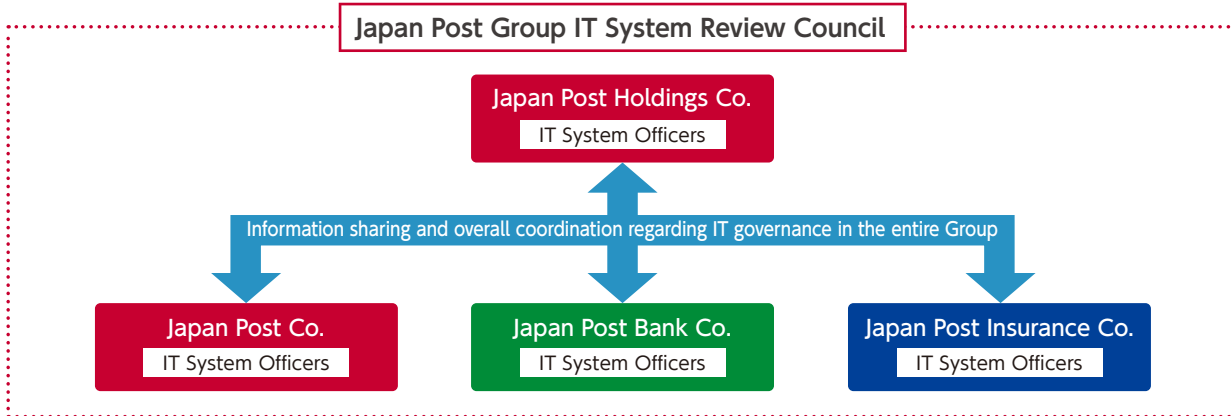 Japan Post Group IT System Review Council
Japan Post Holdings Co.
IT System Officers
Information sharing and overall coordination regarding IT governance in the entire Group
Japan Post Co.
IT System Officers
Japan Post Bank Co.
IT System Officers
Japan Post Insurance Co.
IT System Officers